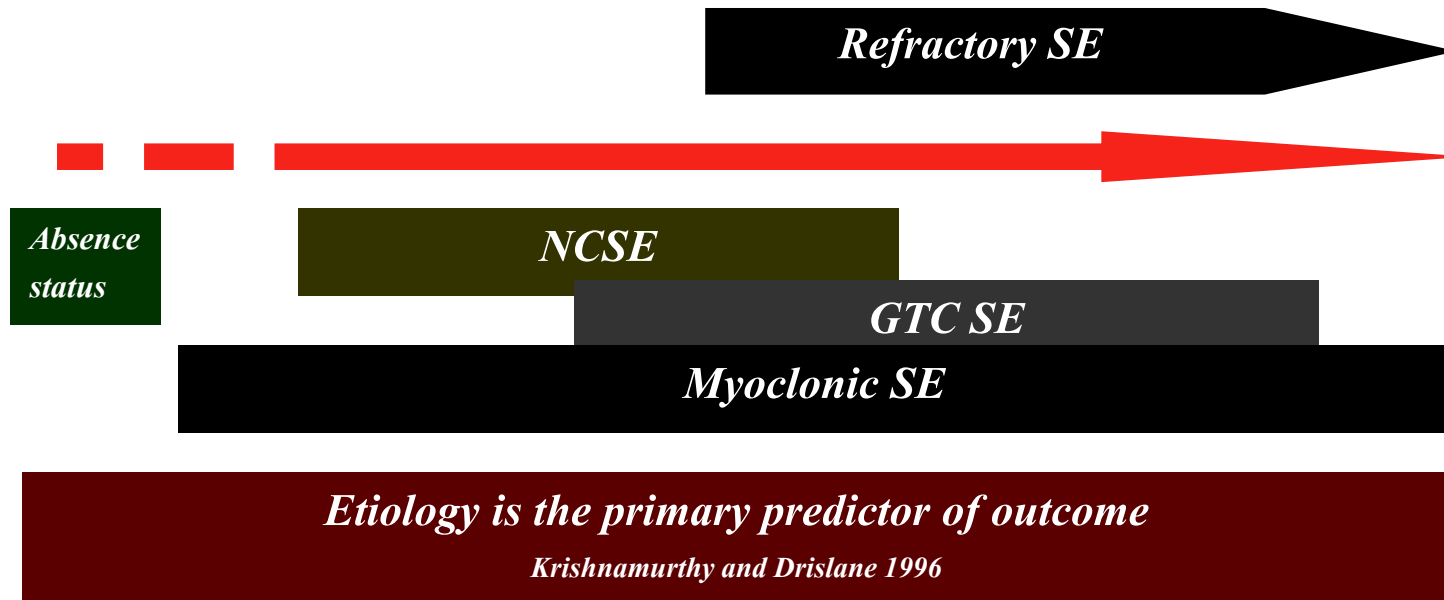 Refractory SE
Absence
status
NCSE
GTC SE
Myoclonic SE
Etiology is the primary predictor of outcome
Krishnamurthy and Drislane 1996